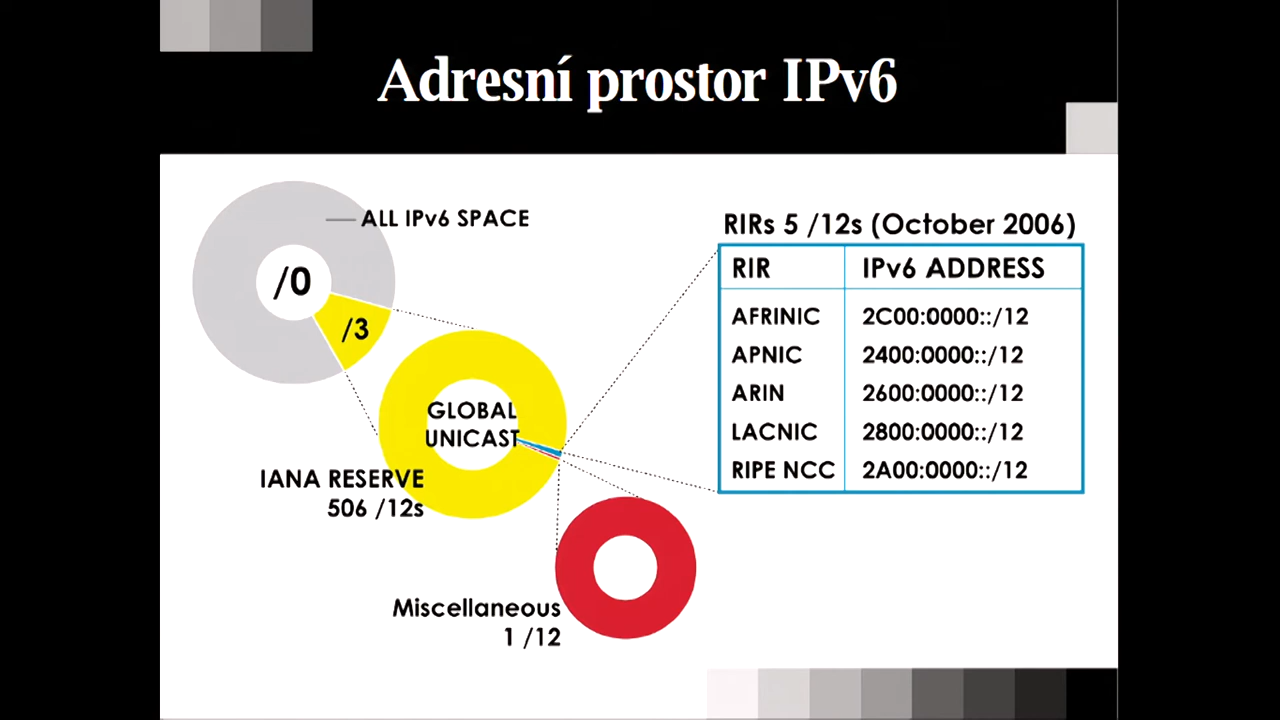 Adresní prostor IPv6
ALL IPv6 SPACE
/0
/3
GLOBAL
UNICAST
IANA RESERVE
506 /12s
Miscellaneous
1 /12
RIRs 5 /12s (October 2006)
RIR IPv6 ADDRESS
AFRINIC 2C00:0000::/12
APNIC 2400:0000::/12
ARIN 2600:0000::/12
LACNIC 2800:0000::/12
RIPE NCC 2A00:0000::/12